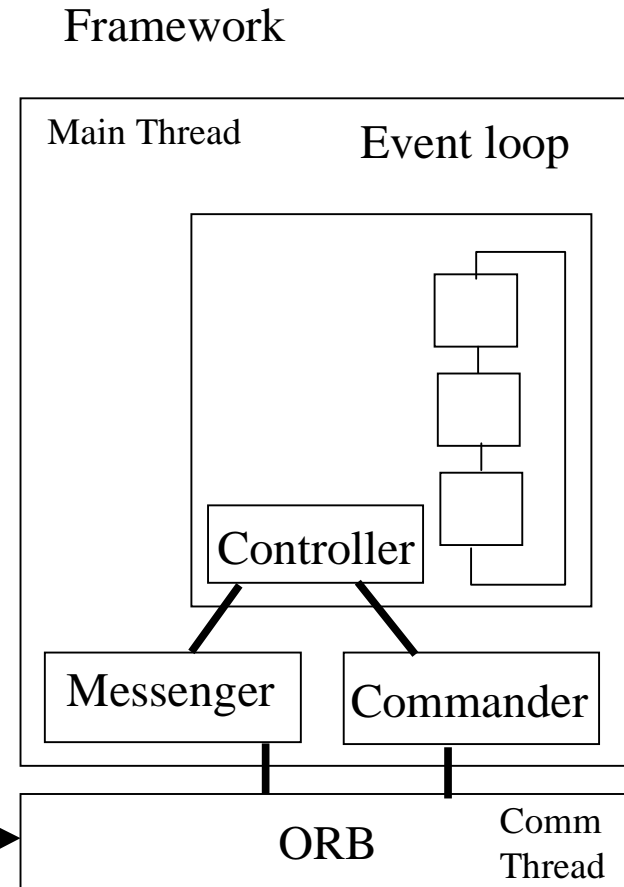 Framework
Main Thread
Event loop
Controller
Messenger
Commander
ORB
Comm
Thread